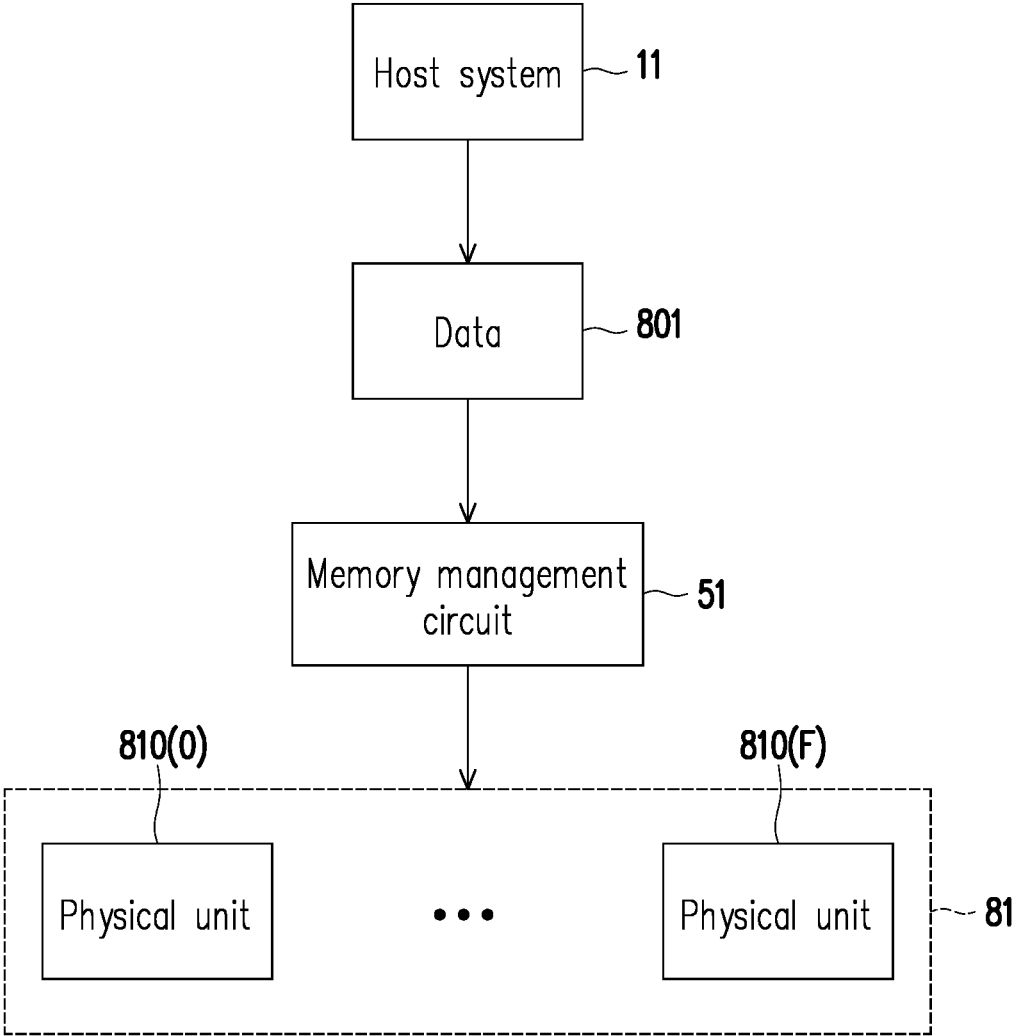 Host system
11
Data
801
Memory management
circuit
51
810(0)
810(F)
Physical unit
Physical unit
81